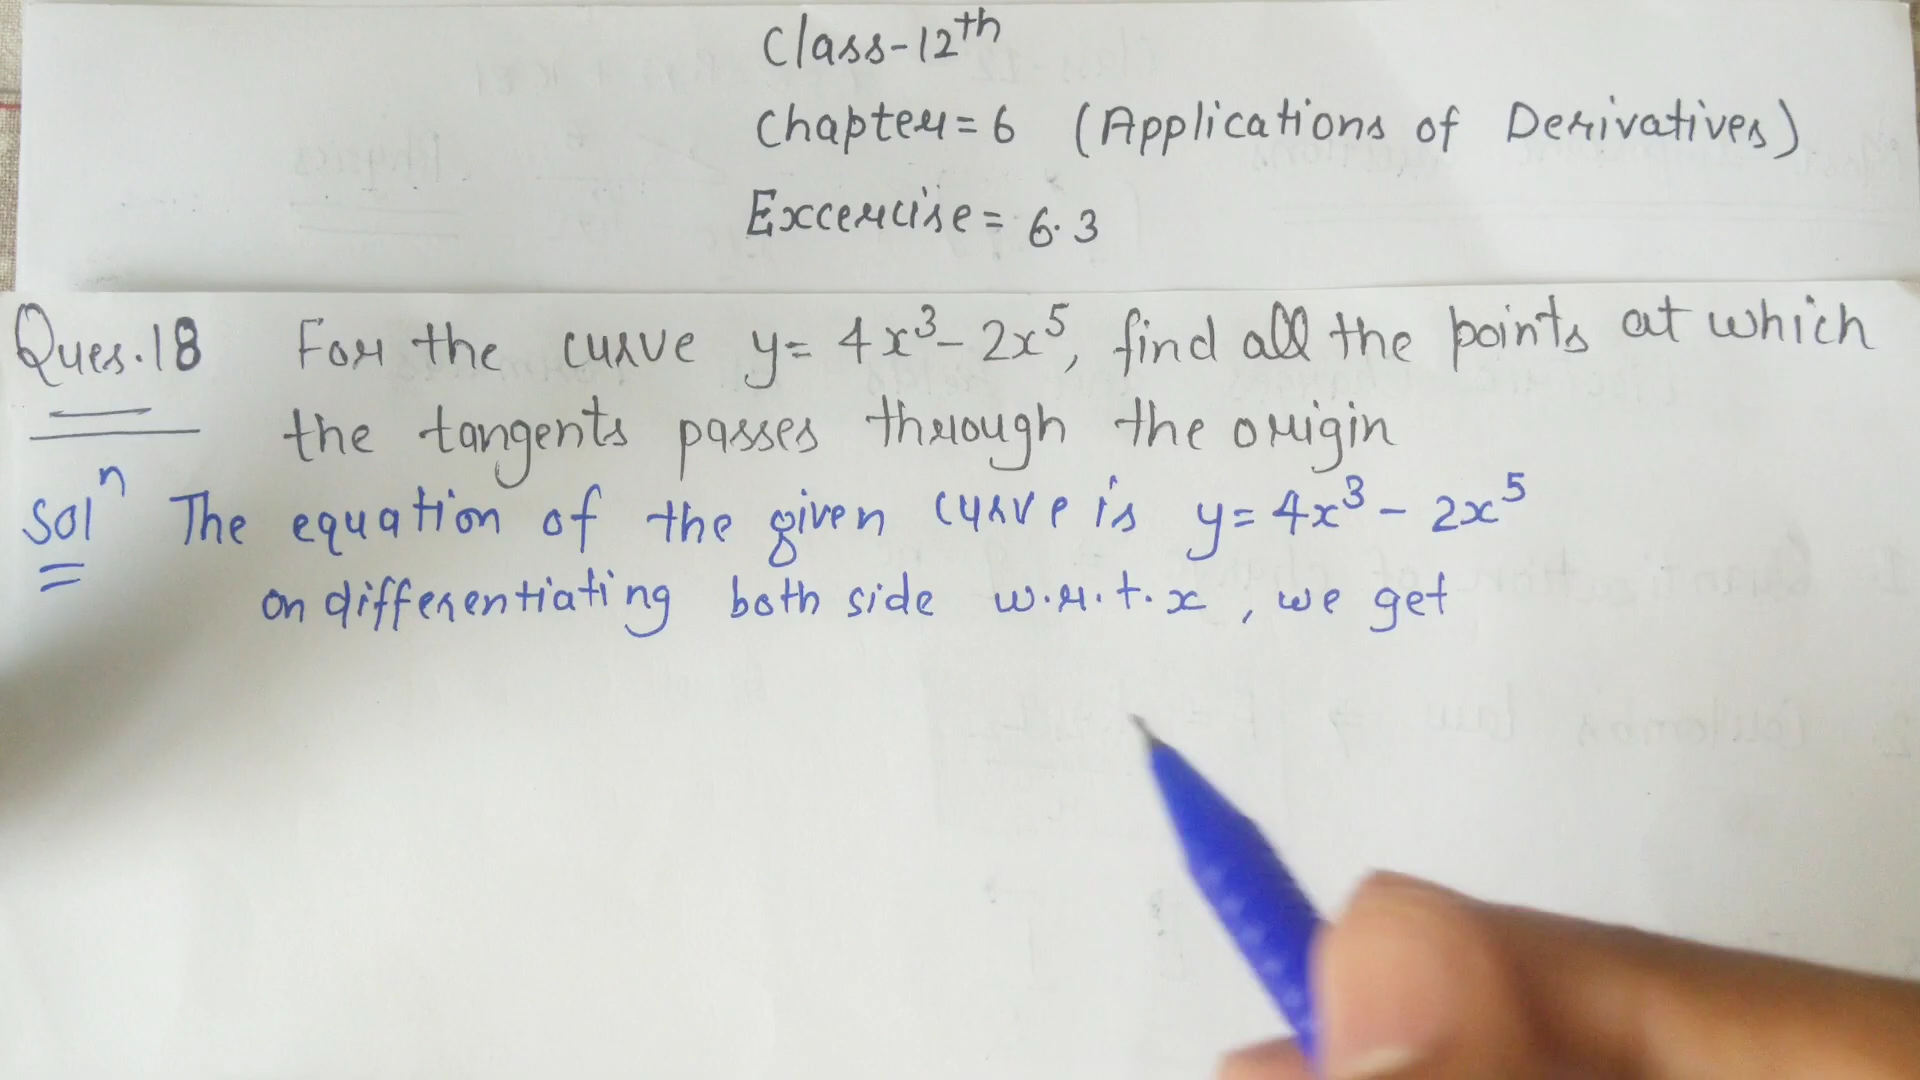 Class-12th
Chapter=6 (Applications of Derivatives)
Excercise= 6.3
Ques.18 For the curve y= 4x³- 2x⁵, find all the points at which
the tangents passes through the origin
Solⁿ The equation of the given curve is y= 4x³- 2x⁵
on differentiating both side w.r.t.x, we get